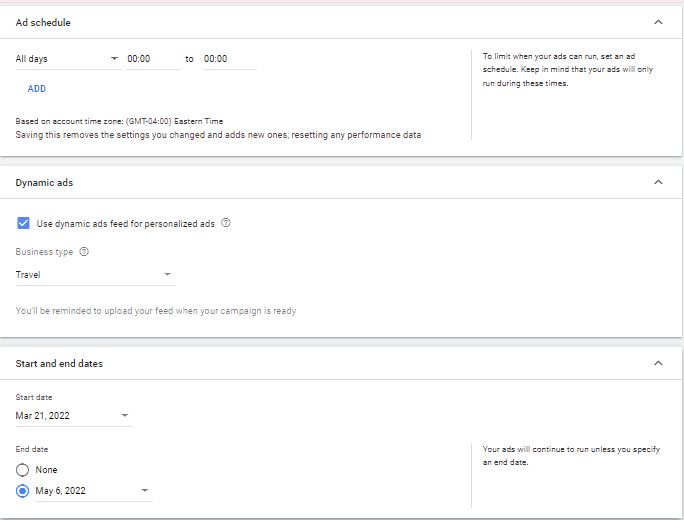 Ad schedule
All days 00:00 to 00:00
To limit when your ads can run, set an ad
schedule. Keep in mind that your ads will only
run during these times.
ADD
Based on account time zone: (GMT-04:00) Eastern Time
Saving this removes the settings you changed and adds new ones, resetting any performance data
Dynamic ads
Use dynamic ads feed for personalized ads
Business type
Travel
You'll be reminded to upload your feed when your campaign is ready
Start and end dates
Start date
Mar 21, 2022
End date
None
May 6, 2022
Your ads will continue to run unless you specify
an end date.